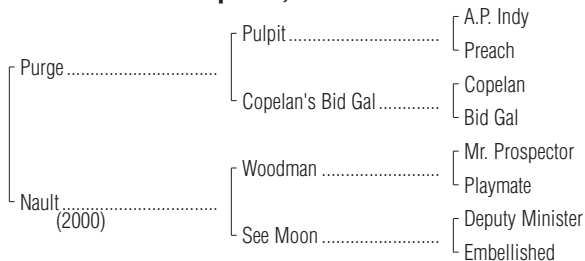 A.P. Indy
Pulpit
Preach
Purge
Copelan
Copelan's Bid Gal
Bid Gal
Mr. Prospector
Woodman
Playmate
Nault
(2000)
Deputy Minister
See Moon
Embellished